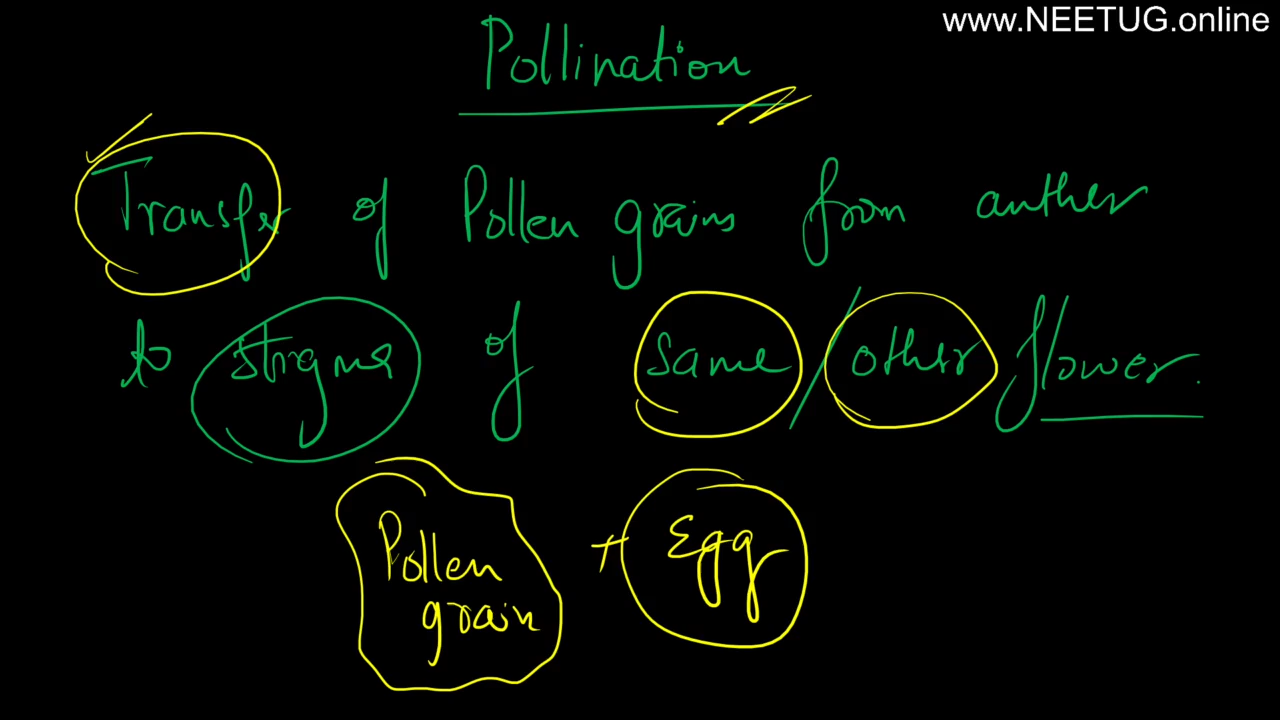 www.NEETUG.online
Pollination
Transfer of Pollen grains from anther
to stigma of same/other flower.
Pollen + Egg
grain